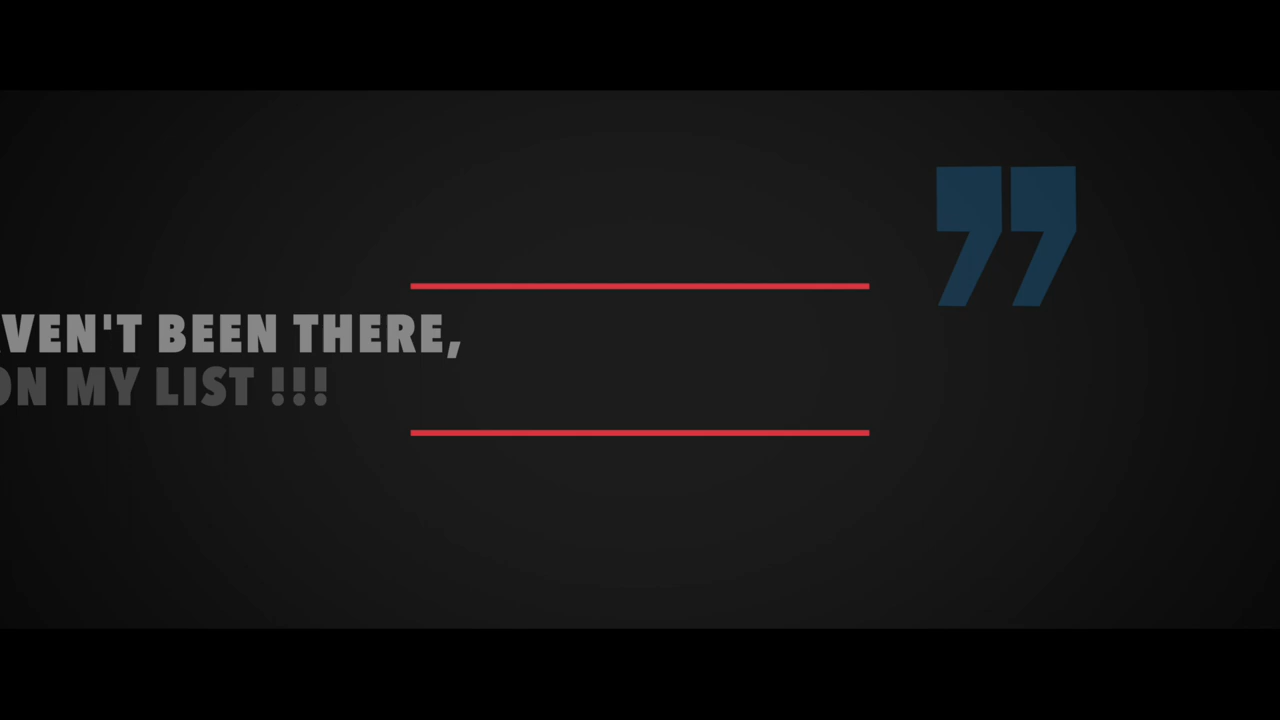 VEN'T BEEN THERE,
ON MY LIST !!!
”